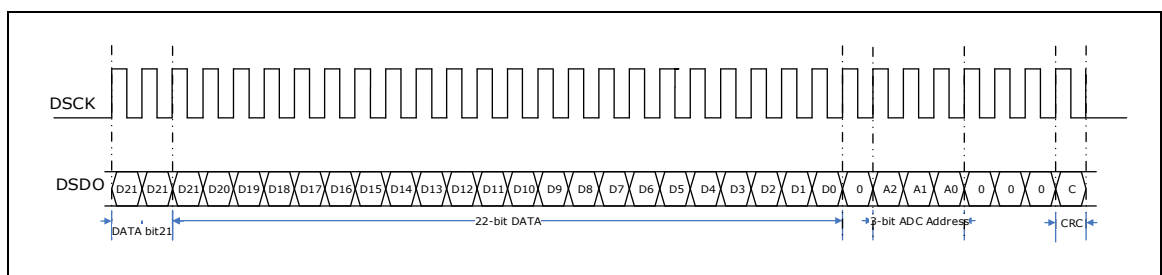 DSCK
DSDO D21 D21 D21 D20 D19 D18 D17 D16 D15 D14 D13 D12 D11 D10 D9 D8 D7 D6 D5 D4 D3 D2 D1 D0 0 A2 A1 A0 0 0 0 C
DATA bit21 22-bit DATA 3-bit ADC Address CRC